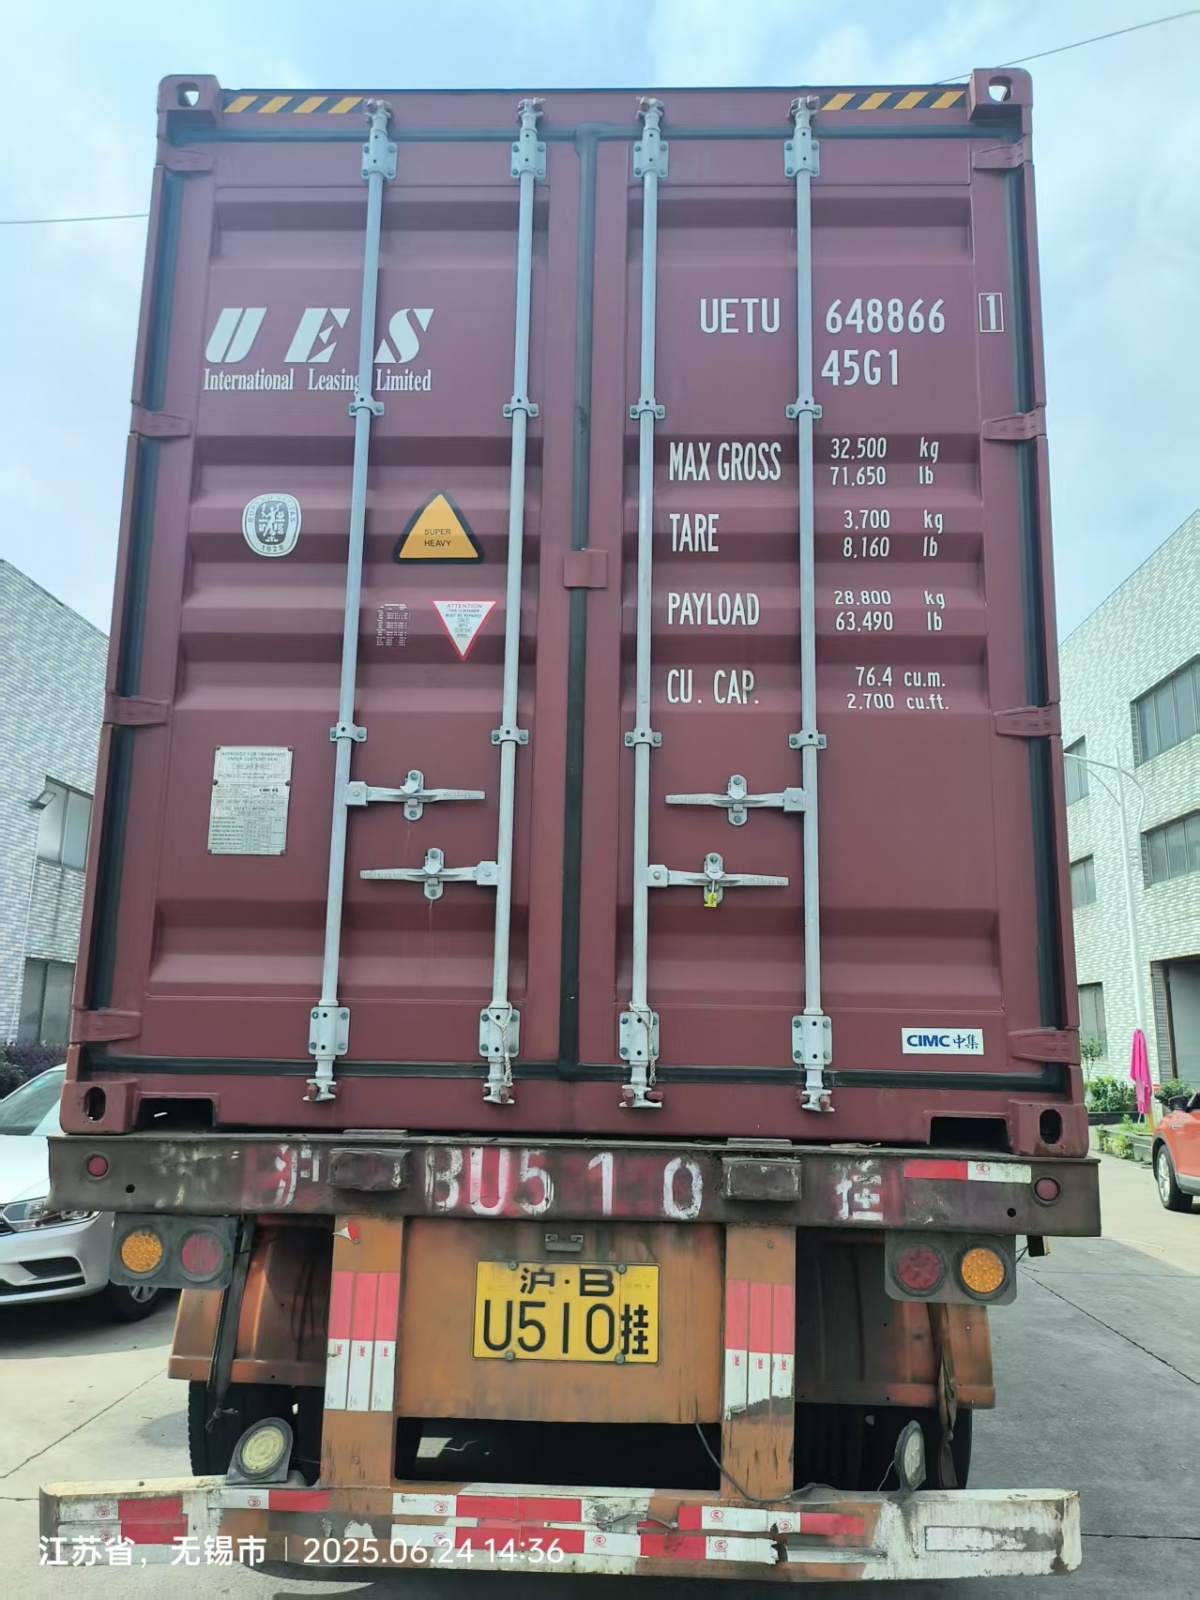 UES
International Leasing Limited
UETU 648866 1
45G1
MAX GROSS 32,500 kg
71,650 lb
TARE 3,700 kg
8,160 lb
PAYLOAD 28,800 kg
63,490 lb
CU. CAP. 76.4 cu.m.
2,700 cu.ft.
1828
SUPER
HEAVY
ATTENTION
CIMC 中集
沪 BU510 挂
沪·B
U510挂
江苏省，无锡市 | 2025.06.24 14:36